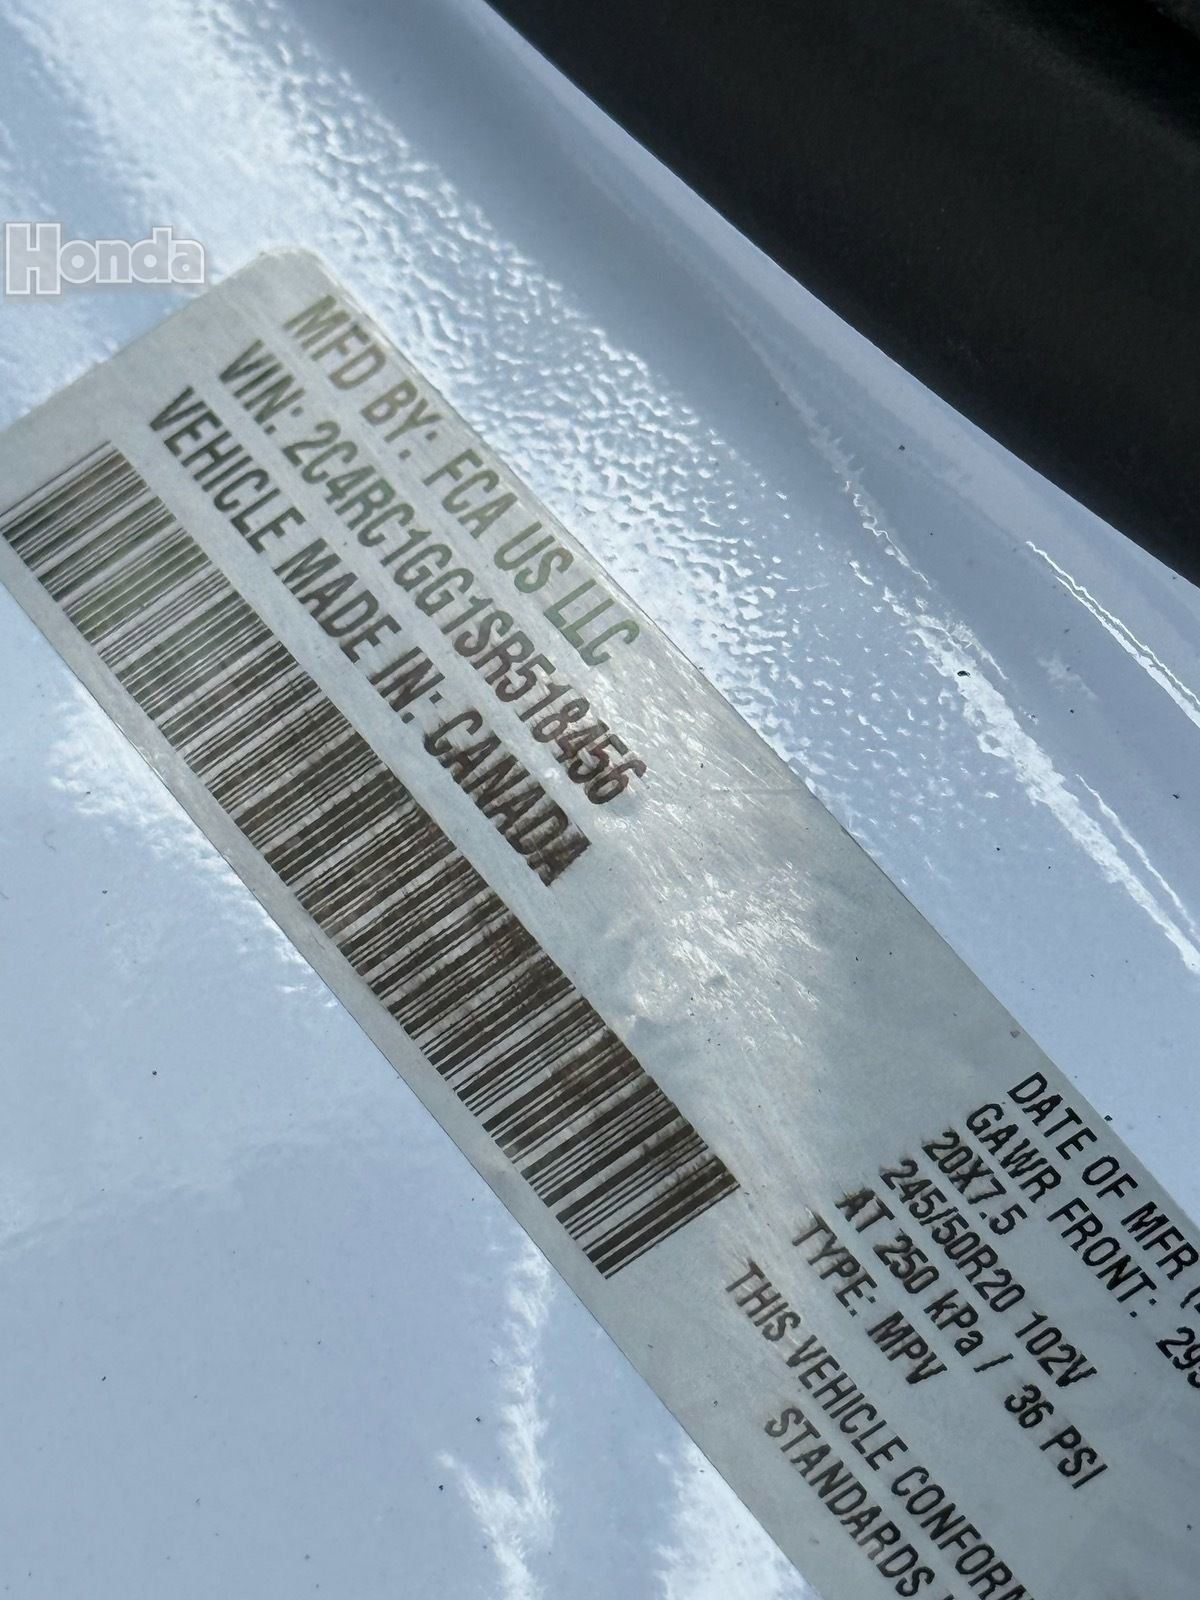 Honda
MFD BY: FCA US LLC
VIN: 2C4RC1GG1SR518456
VEHICLE MADE IN: CANADA
DATE OF MFR
GAWR FRONT:
20X7.5
245/50R20 102V
AT 250 kPa / 36 PSI
TYPE: MPV
THIS VEHICLE
STANDARDS